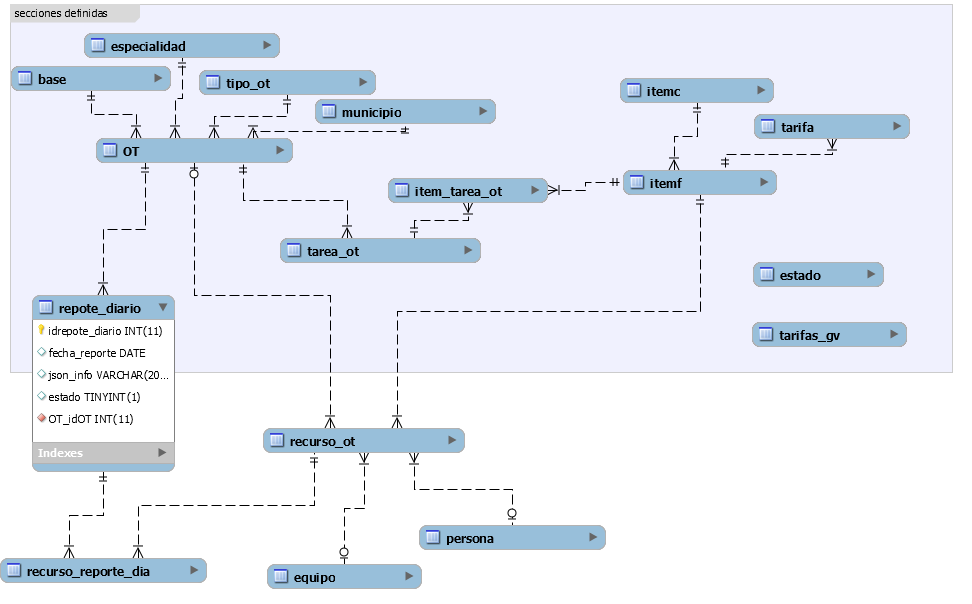 secciones definidas
especialidad
base
tipo_ot
itemc
municipio
tarifa
OT
itemf
item_tarea_ot
tarea_ot
estado
repote_diario
idrepote_diario INT(11)
tarifas_gv
fecha_reporte DATE
json_info VARCHAR(20...
estado TINYINT(1)
OT_idOT INT(11)
recurso_ot
Indexes
persona
recurso_reporte_dia
equipo